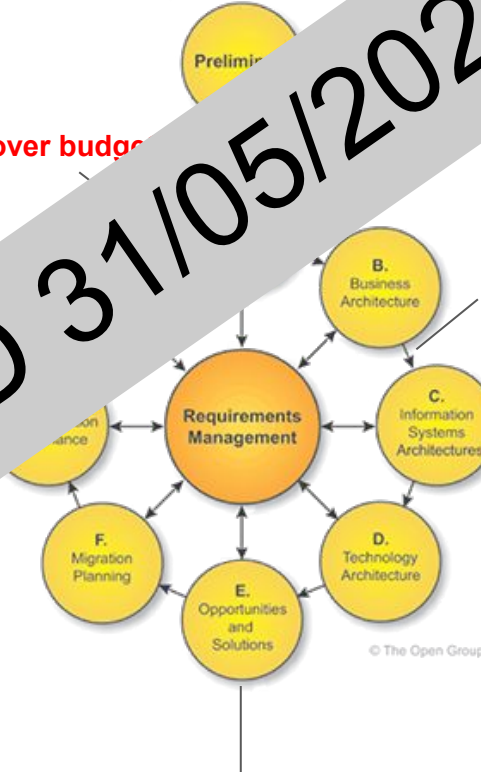 Prelimin
over budge
31/05/202
B.
Business
Architecture
C.
Information
Systems
Architectures
Requirements
Management
F.
Migration
Planning
D.
Technology
Architecture
E.
Opportunities
and
Solutions
© The Open Group